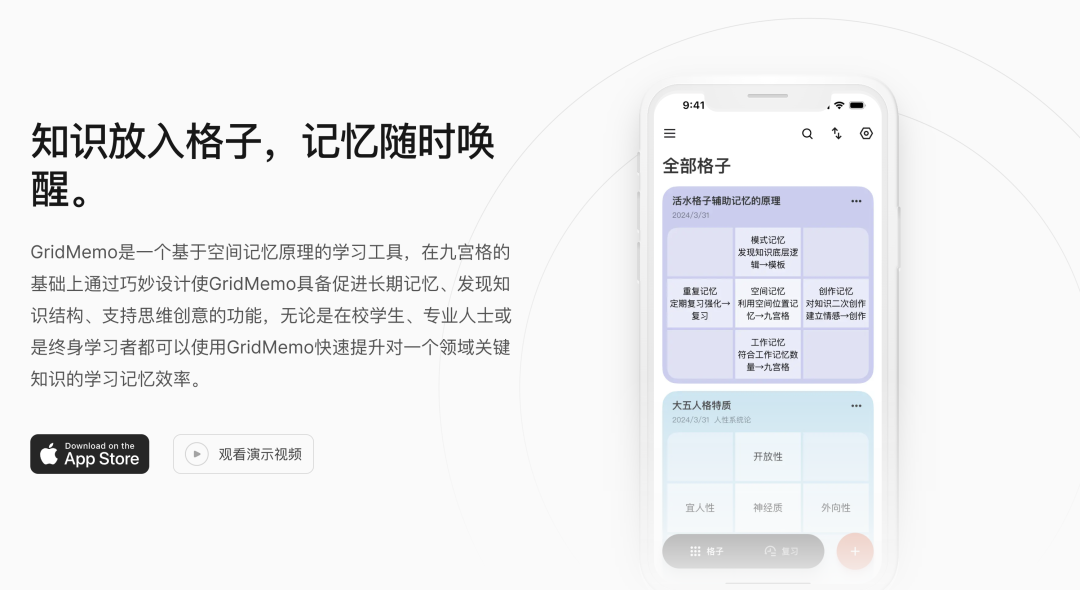 知识放入格子，记忆随时唤
醒。
GridMemo是一个基于空间记忆原理的学习工具，在九宫格的
基础上通过巧妙设计使GridMemo具备促进长期记忆、发现知
识结构、支持思维创意的功能，无论是在校学生、专业人士或
是终身学习者都可以使用GridMemo快速提升对一个领域关键
知识的学习记忆效率。
Download on the
App Store
观看演示视频
9:41
全部格子
活水格子辅助记忆的原理
2024/3/31
模式记忆
发现知识底层逻
辑→模板
重复记忆
定期复习强化→
复习
空间记忆
利用空间位置记
忆→九宫格
创作记忆
对知识二次创作
建立情感→创作
工作记忆
符合工作记忆数
量→九宫格
大五人格特质
2024/3/31 人性系统论
开放性
宜人性
神经质
外向性
格子
复习